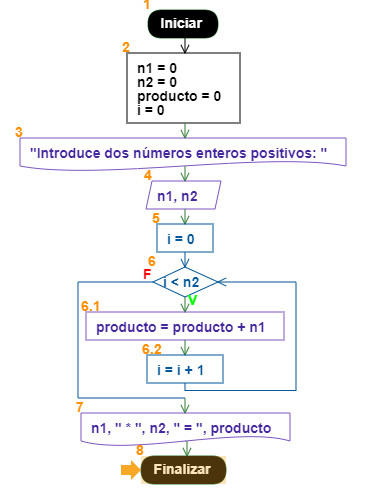 1
Iniciar
2
n1 = 0
n2 = 0
producto = 0
i = 0
3
"Introduce dos números enteros positivos: "
4
n1, n2
5
i = 0
6
F
i < n2
V
6.1
producto = producto + n1
6.2
i = i + 1
7
n1, " * ", n2, " = ", producto
8
Finalizar